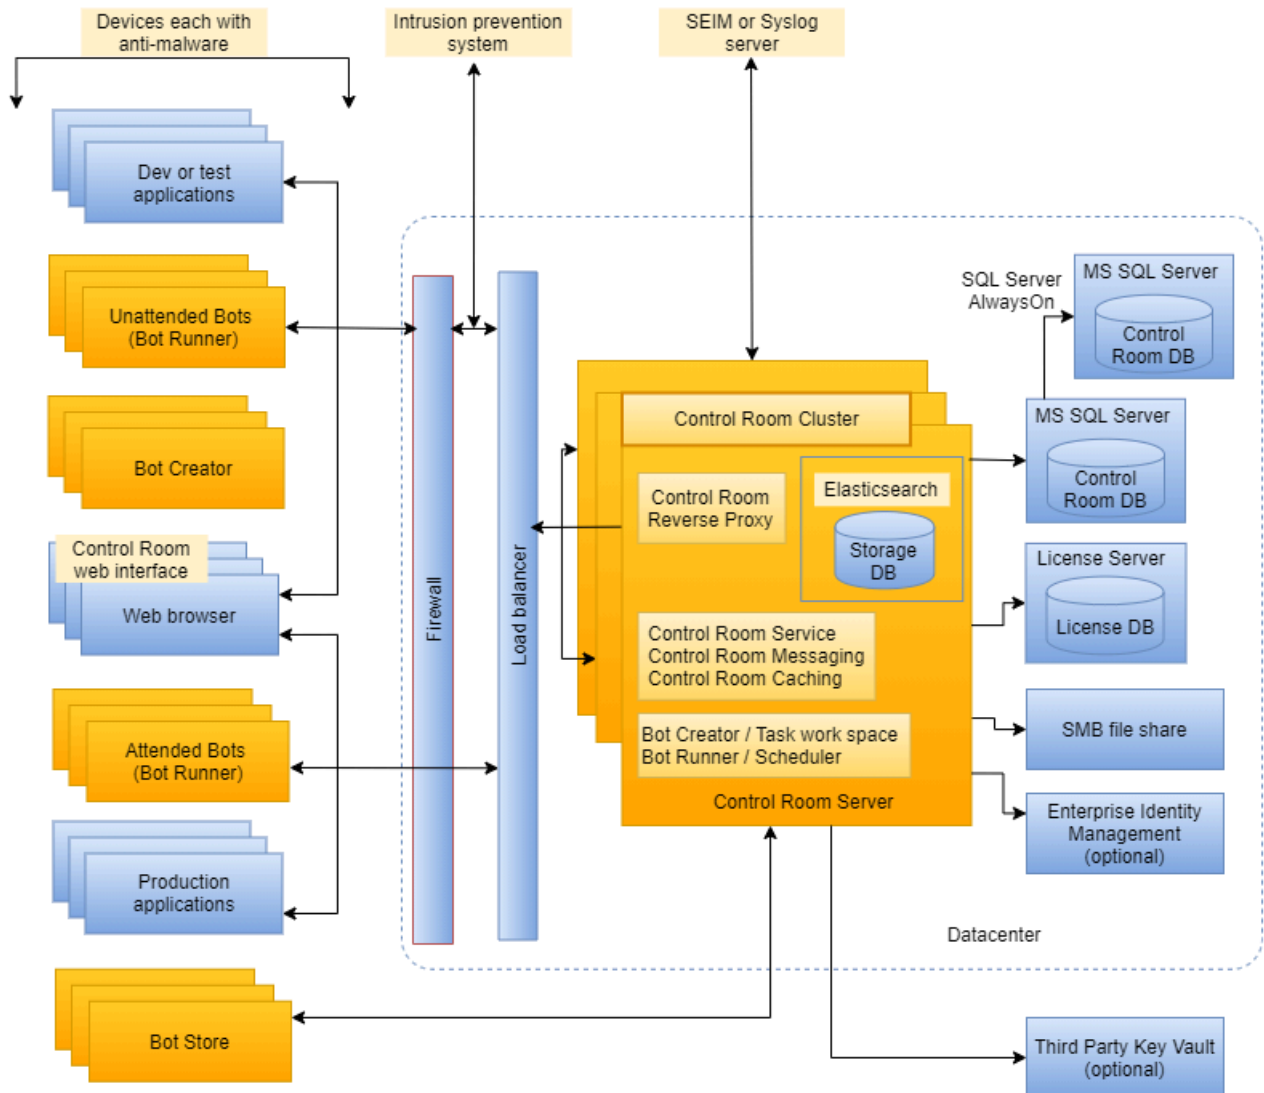 Devices each with
anti-malware
Intrusion prevention
system
SEIM or Syslog
server
Dev or test
applications
Unattended Bots
(Bot Runner)
Bot Creator
Control Room
web interface
Web browser
Attended Bots
(Bot Runner)
Production
applications
Bot Store
Firewall
Load balancer
Control Room Cluster
Control Room
Reverse Proxy
Elasticsearch
Storage
DB
Control Room Service
Control Room Messaging
Control Room Caching
Bot Creator / Task work space
Bot Runner / Scheduler
Control Room Server
SQL Server
AlwaysOn
MS SQL Server
Control
Room DB
MS SQL Server
Control
Room DB
License Server
License DB
SMB file share
Enterprise Identity
Management
(optional)
Datacenter
Third Party Key Vault
(optional)